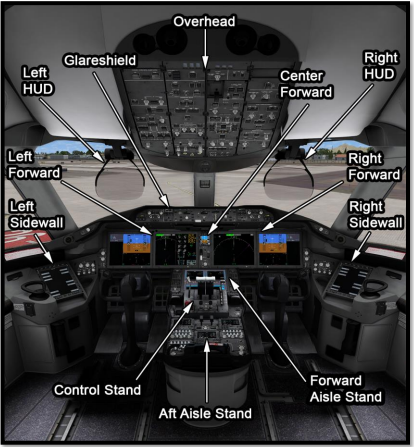 Overhead
Glareshield
Right
HUD
Left
HUD
Center
Forward
Left
Forward
Right
Forward
Left
Sidewall
Right
Sidewall
Control Stand
Forward
Aisle Stand
Aft Aisle Stand